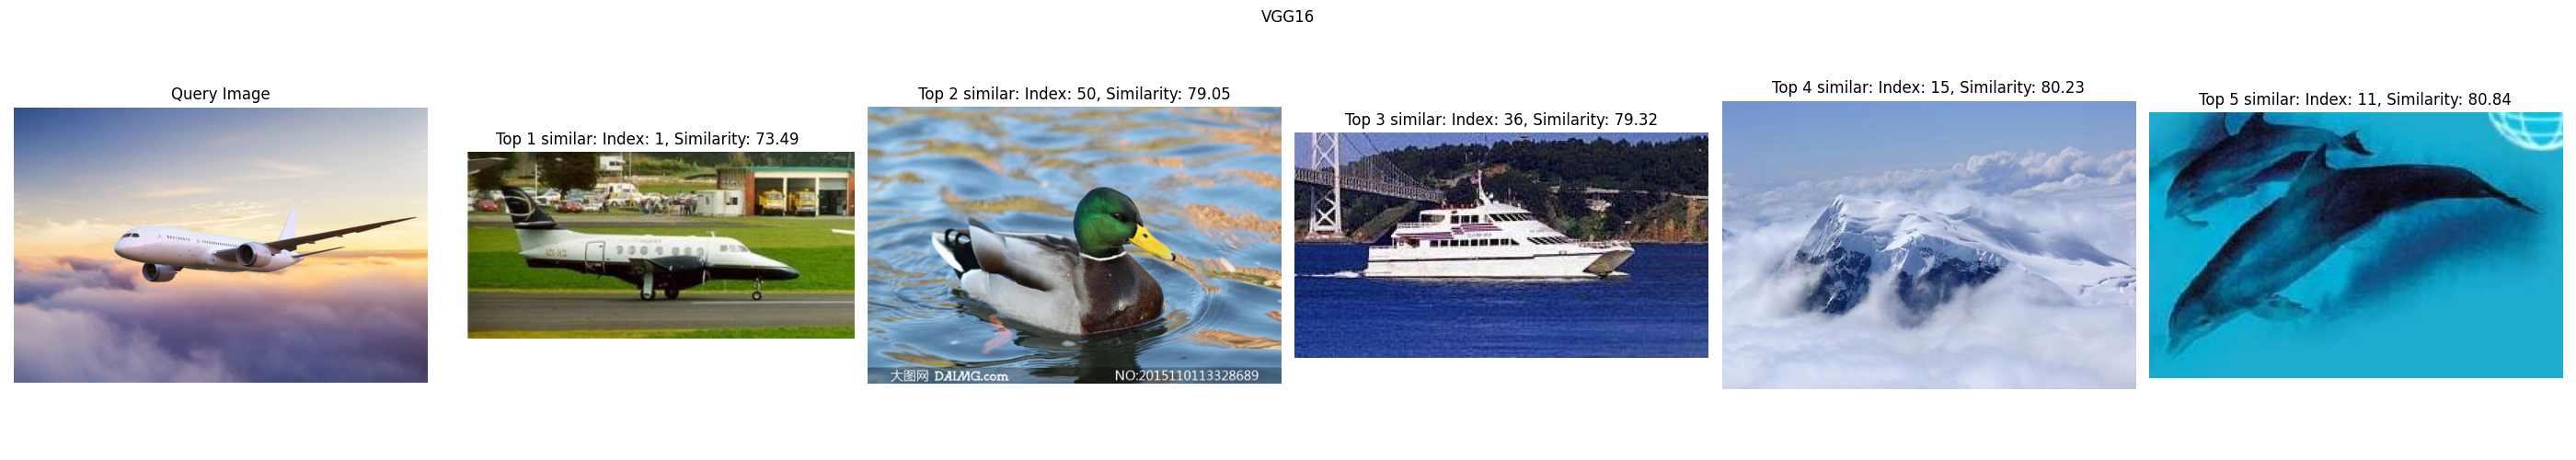 VGG16
Query Image
Top 1 similar: Index: 1, Similarity: 73.49
Top 2 similar: Index: 50, Similarity: 79.05
Top 3 similar: Index: 36, Similarity: 79.32
Top 4 similar: Index: 15, Similarity: 80.23
Top 5 similar: Index: 11, Similarity: 80.84
大图网 DAIMG.com
NO:2015110113328689